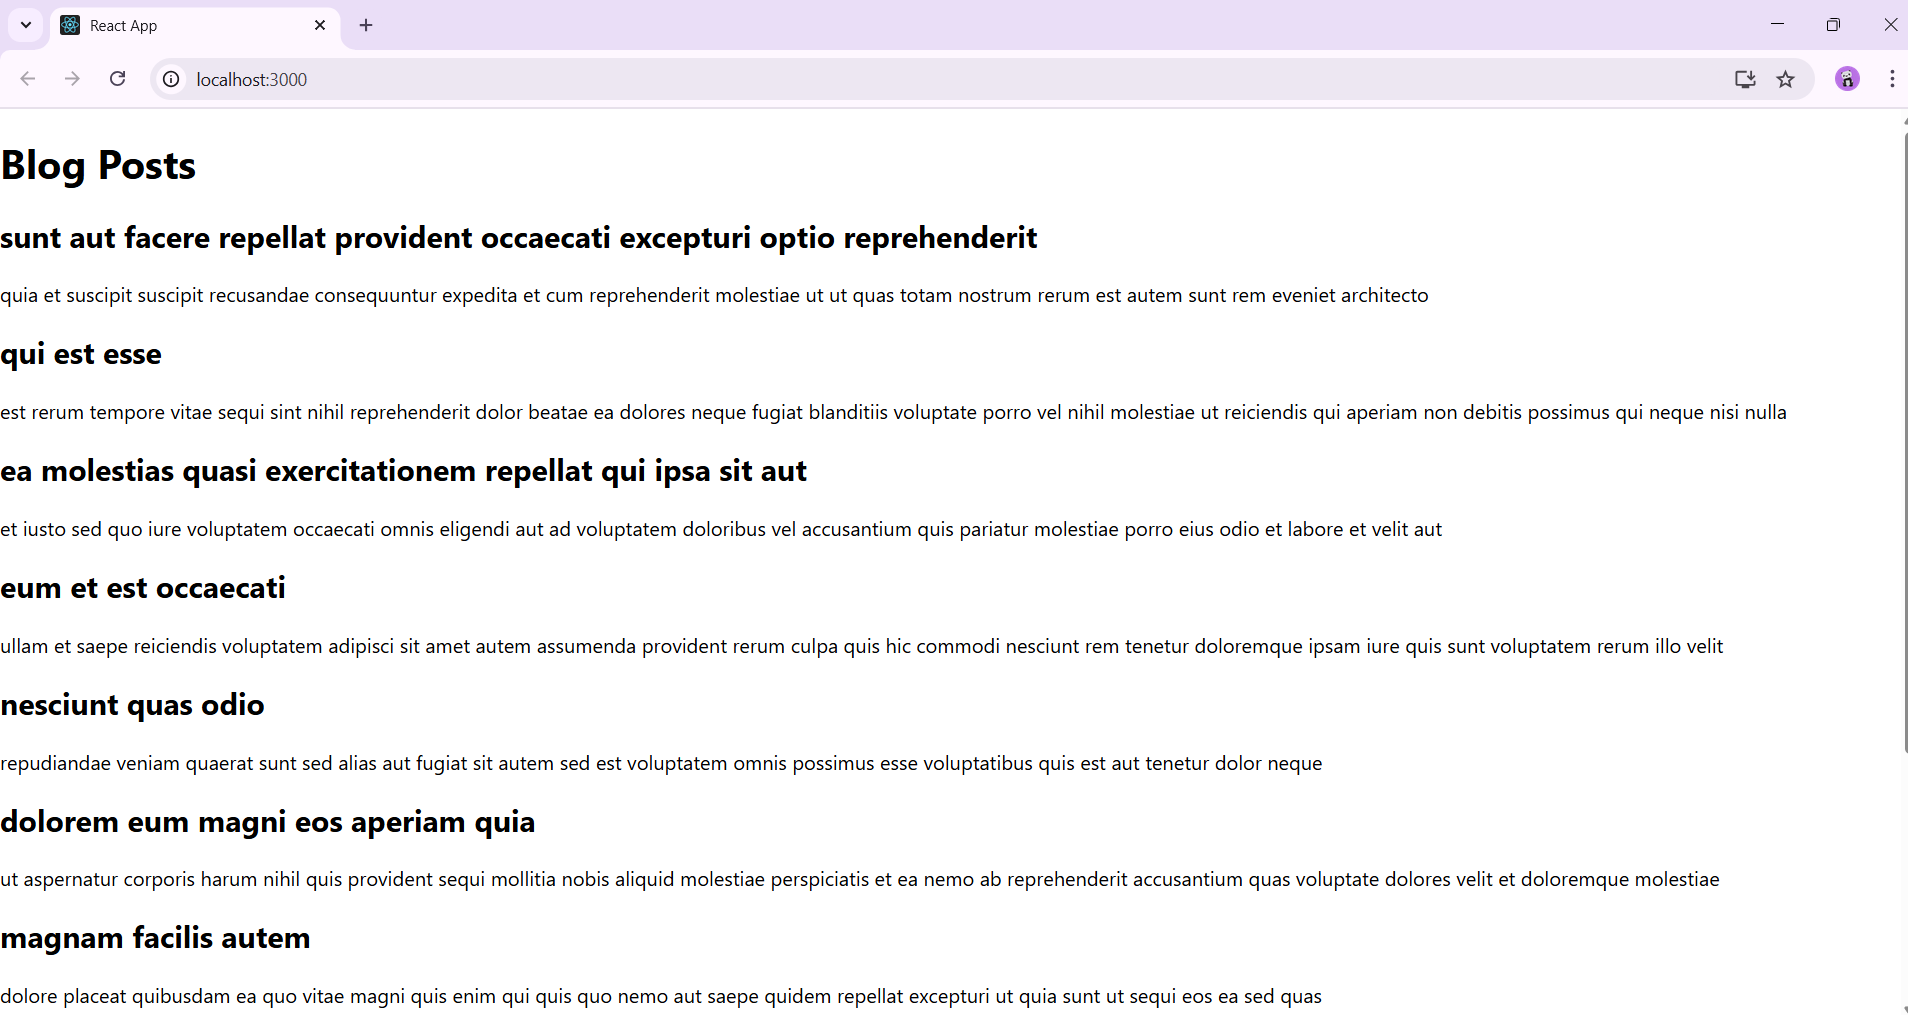 React App
localhost:3000
Blog Posts
sunt aut facere repellat provident occaecati excepturi optio reprehenderit
quia et suscipit suscipit recusandae consequuntur expedita et cum reprehenderit molestiae ut ut quas totam nostrum rerum est autem sunt rem eveniet architecto
qui est esse
est rerum tempore vitae sequi sint nihil reprehenderit dolor beatae ea dolores neque fugiat blanditiis voluptate porro vel nihil molestiae ut reiciendis qui aperiam non debitis possimus qui neque nisi nulla
ea molestias quasi exercitationem repellat qui ipsa sit aut
et iusto sed quo iure voluptatem occaecati omnis eligendi aut ad voluptatem doloribus vel accusantium quis pariatur molestiae porro eius odio et labore et velit aut
eum et est occaecati
ullam et saepe reiciendis voluptatem adipisci sit amet autem assumenda provident rerum culpa quis hic commodi nesciunt rem tenetur doloremque ipsam iure quis sunt voluptatem rerum illo velit
nesciunt quas odio
repudiandae veniam quaerat sunt sed alias aut fugiat sit autem sed est voluptatem omnis possimus esse voluptatibus quis est aut tenetur dolor neque
dolorem eum magni eos aperiam quia
ut aspernatur corporis harum nihil quis provident sequi mollitia nobis aliquid molestiae perspiciatis et ea nemo ab reprehenderit accusantium quas voluptate dolores velit et doloremque molestiae
magnam facilis autem
dolore placeat quibusdam ea quo vitae magni quis enim qui quis quo nemo aut saepe quidem repellat excepturi ut quia sunt ut sequi eos ea sed quas